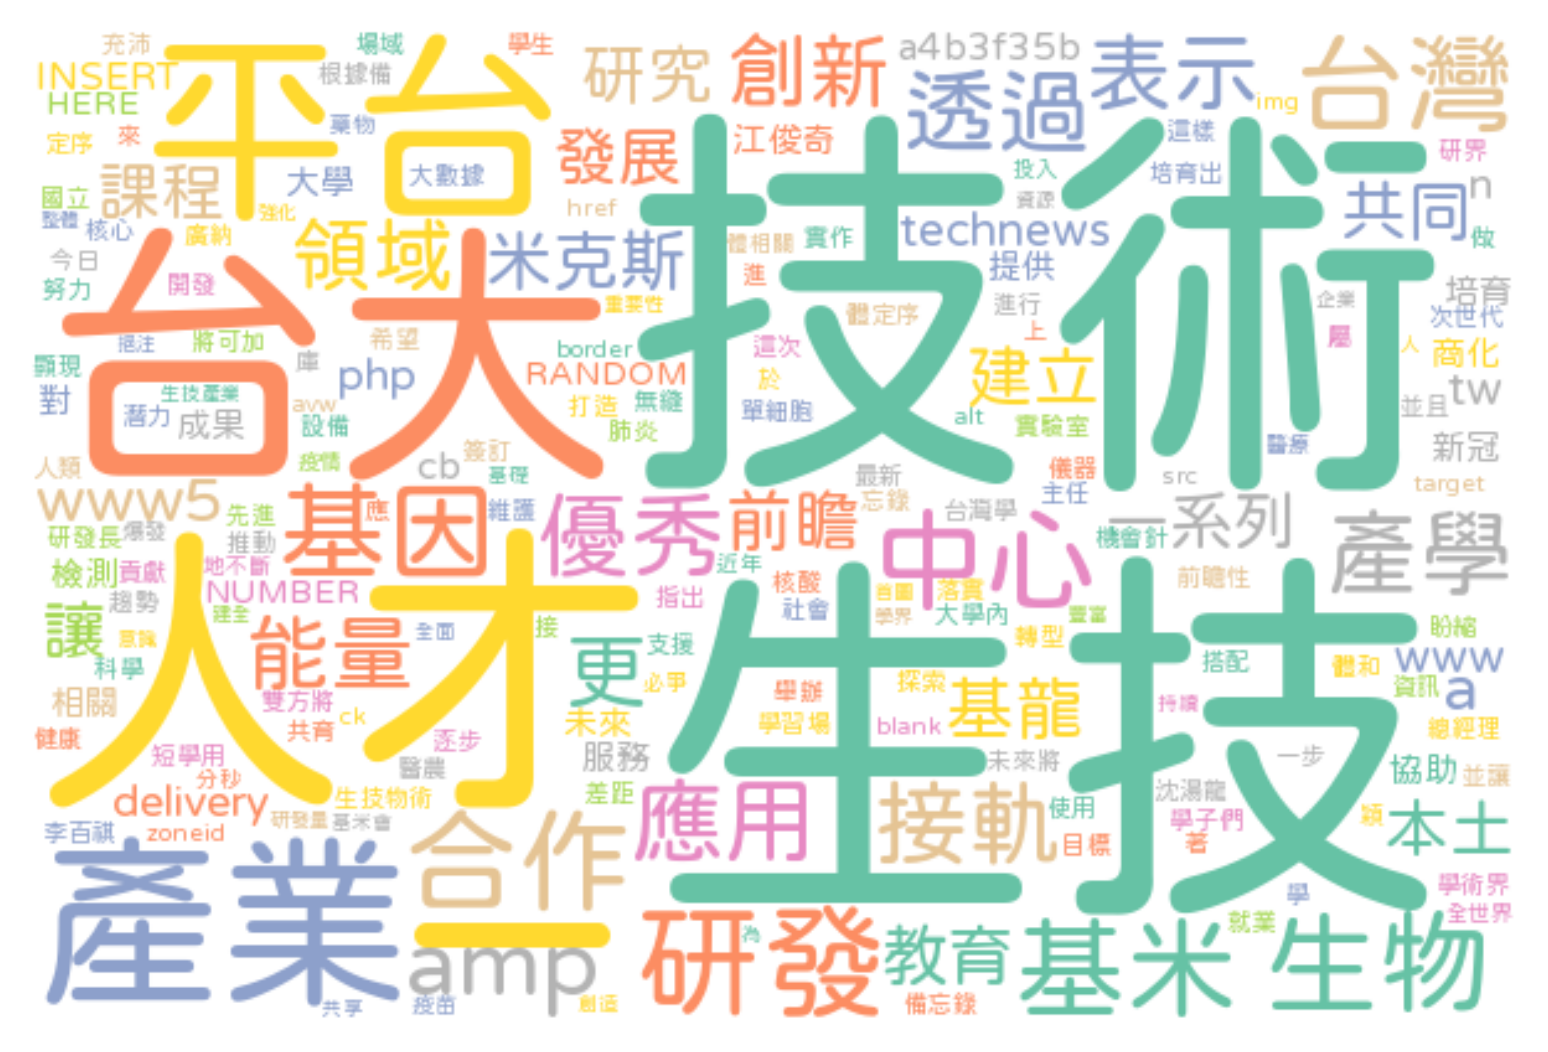 充沛
場域
學生
平台
研究
創新
a4b3f35b
表示
台灣
INSERT
根據備
透過
HERE
img
藥物
定序
來
發展
江俊奇
這樣
技術
研界
課程
大學
大數據
投入
培育出
共同
n
國立
強化
href
資源
整體
核心
廣納
領域
米克斯
體相關
實作
technews
做
今日
台大
進
提供
努力
開發
重要性
體定序
進行
企業
培育
次世代
挹注
將可加
希望
border
這次
上
屬
人
商化
顯現
庫
php
RANDOM
於
建立
對
生技產業
avw
打造
無縫
單細胞
alt
tw
並且
潛力
成果
設備
肺炎
實驗室
醫療
新冠
人類
疫情
cb
簽訂
基礎
最新
儀器
src
target
www5
先進
基因
應
維護
優秀
前瞻
忘錄
台灣學
主任
一系列
產學
研發長
爆發
推動
中心
機會針
檢測
貢獻
地不斷
近年
核酸
前瞻性
NUMBER
指出
社會
首圖
落實
趨勢
讓
建全
人才
學界
大學內
豐富
意識
能量
全面
接
更
支援
轉型
盼縮
科學
生技
搭配
體和
www
相關
雙方將
必爭
舉辦
探索
基龍
資訊
a
ck
共育
未來
學習場
blank
持續
總經理
健康
逐步
短學用
服務
未來將
一步
分秒
醫農
協助
並讓
delivery
生技物術
差距
應用
接軌
使用
沈湯龍
李百祺
zoneid
研發量
基米會
合作
目標
學子們
著
穎
本土
產業
學
學術界
全世界
一
amp
研發
為
教育
基米
就業
生物
共享
疫苗
創造
備忘錄